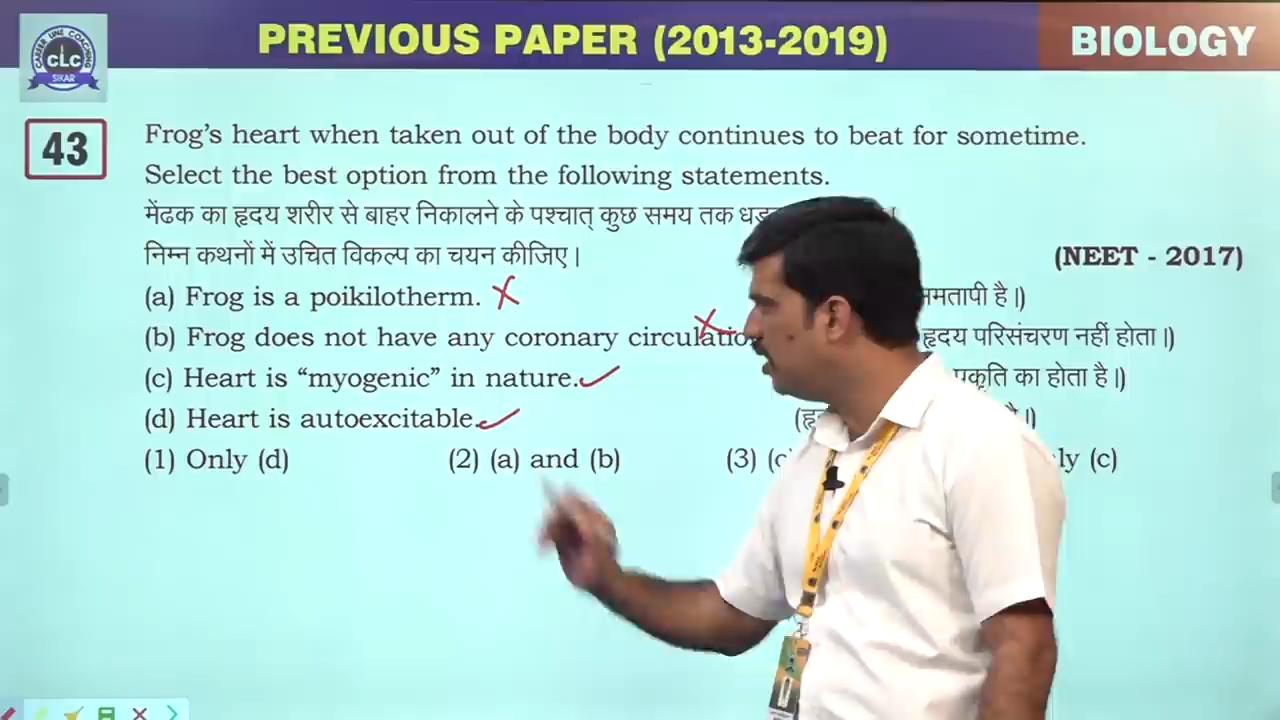 PREVIOUS PAPER (2013-2019)
BIOLOGY
CAREER LINE COACHING
CLC
SIKAR
43
Frog's heart when taken out of the body continues to beat for sometime.
Select the best option from the following statements.
मेंढक का हृदय शरीर से बाहर निकालने के पश्चात् कुछ समय तक
निम्न कथनों में उचित विकल्प का चयन कीजिए।
(NEET - 2017)
(a) Frog is a poikilotherm. है।)
(b) Frog does not have any coronary हृदय परिसंचरण नहीं होता।)
(c) Heart is “myogenic” in nature. का होता है।)
(d) Heart is autoexcitable.
(1) Only (d) (2) (a) and (b) (3) (c)